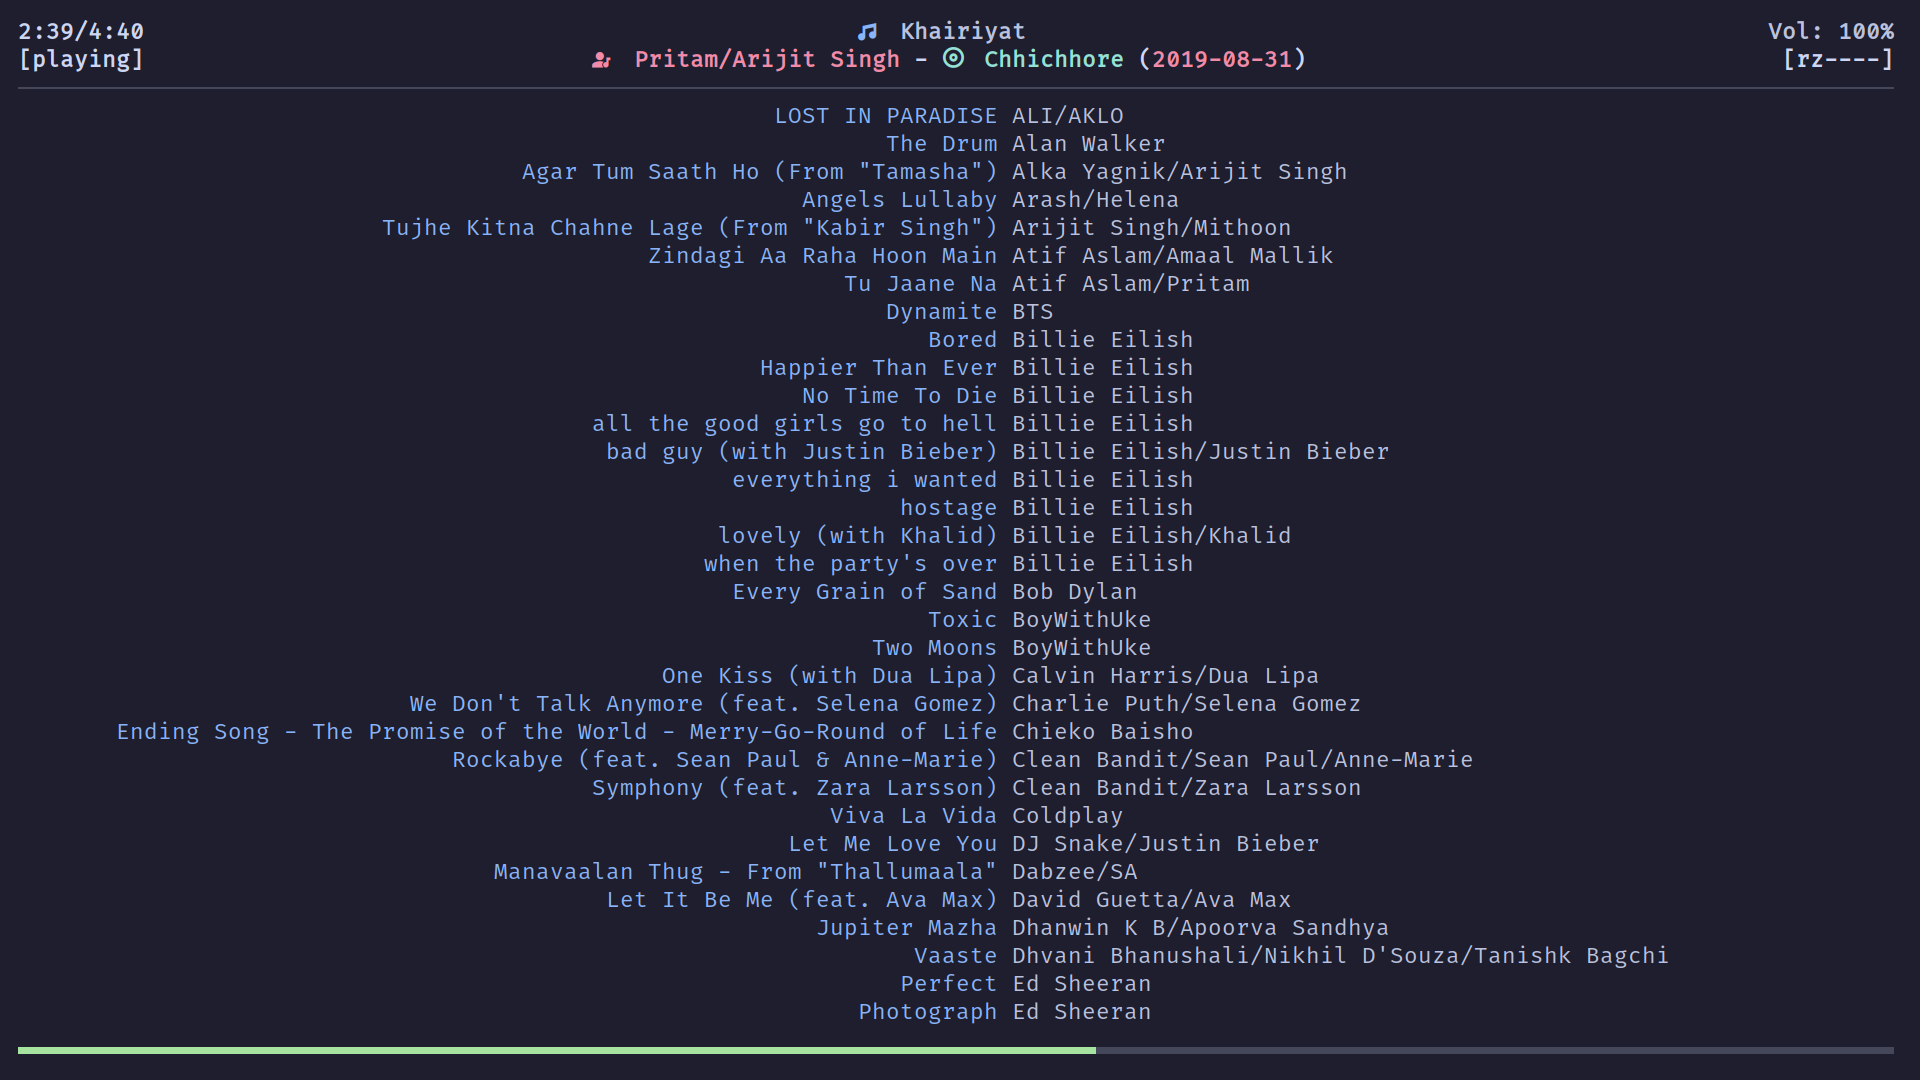 2:39/4:40 Khairiyat Vol: 100%
[playing] Pritam/Arijit Singh - Chhichhore (2019-08-31) [rz----]
LOST IN PARADISE ALI/AKLO
The Drum Alan Walker
Agar Tum Saath Ho (From "Tamasha") Alka Yagnik/Arijit Singh
Angels Lullaby Arash/Helena
Tujhe Kitna Chahne Lage (From "Kabir Singh") Arijit Singh/Mithoon
Zindagi Aa Raha Hoon Main Atif Aslam/Amaal Mallik
Tu Jaane Na Atif Aslam/Pritam
Dynamite BTS
Bored Billie Eilish
Happier Than Ever Billie Eilish
No Time To Die Billie Eilish
all the good girls go to hell Billie Eilish
bad guy (with Justin Bieber) Billie Eilish/Justin Bieber
everything i wanted Billie Eilish
hostage Billie Eilish
lovely (with Khalid) Billie Eilish/Khalid
when the party's over Billie Eilish
Every Grain of Sand Bob Dylan
Toxic BoyWithUke
Two Moons BoyWithUke
One Kiss (with Dua Lipa) Calvin Harris/Dua Lipa
We Don't Talk Anymore (feat. Selena Gomez) Charlie Puth/Selena Gomez
Ending Song - The Promise of the World - Merry-Go-Round of Life Chieko Baisho
Rockabye (feat. Sean Paul & Anne-Marie) Clean Bandit/Sean Paul/Anne-Marie
Symphony (feat. Zara Larsson) Clean Bandit/Zara Larsson
Viva La Vida Coldplay
Let Me Love You DJ Snake/Justin Bieber
Manavaalan Thug - From "Thallumaala" Dabzee/SA
Let It Be Me (feat. Ava Max) David Guetta/Ava Max
Jupiter Mazha Dhanwin K B/Apoorva Sandhya
Vaaste Dhvani Bhanushali/Nikhil D'Souza/Tanishk Bagchi
Perfect Ed Sheeran
Photograph Ed Sheeran